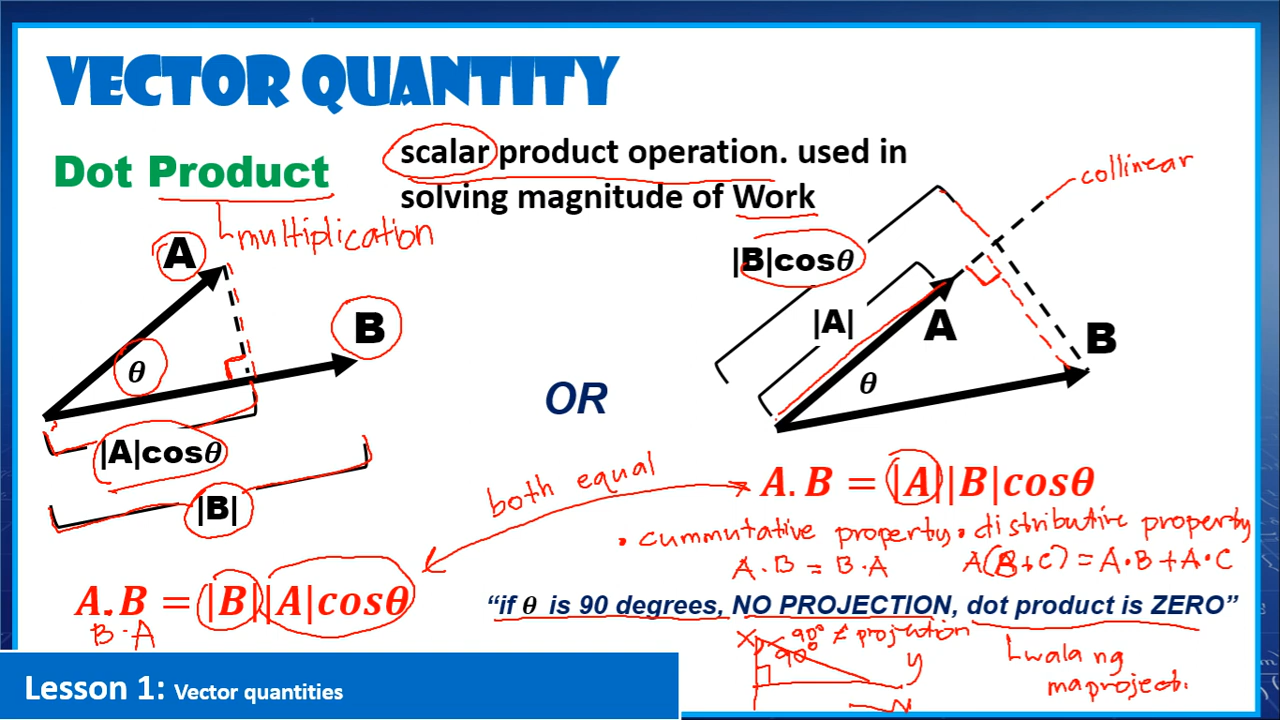 VECTOR QUANTITY
Dot Product
scalar product operation. used in
solving magnitude of Work
multiplication
collinear
A
B
θ
|A|cosθ
|B|
A.B = |B||A|cosθ
B·A
OR
both equal
|B|cosθ
|A|
A
B
θ
A.B = |A||B|cosθ
• cummutative property
A·B = B·A
• distributive property
A(B+C) = A·B+A·C
“if θ is 90 degrees, NO PROJECTION, dot product is ZERO”
X 90° ≠ projection
90°
y
wala ng
maproject.
Lesson 1: Vector quantities